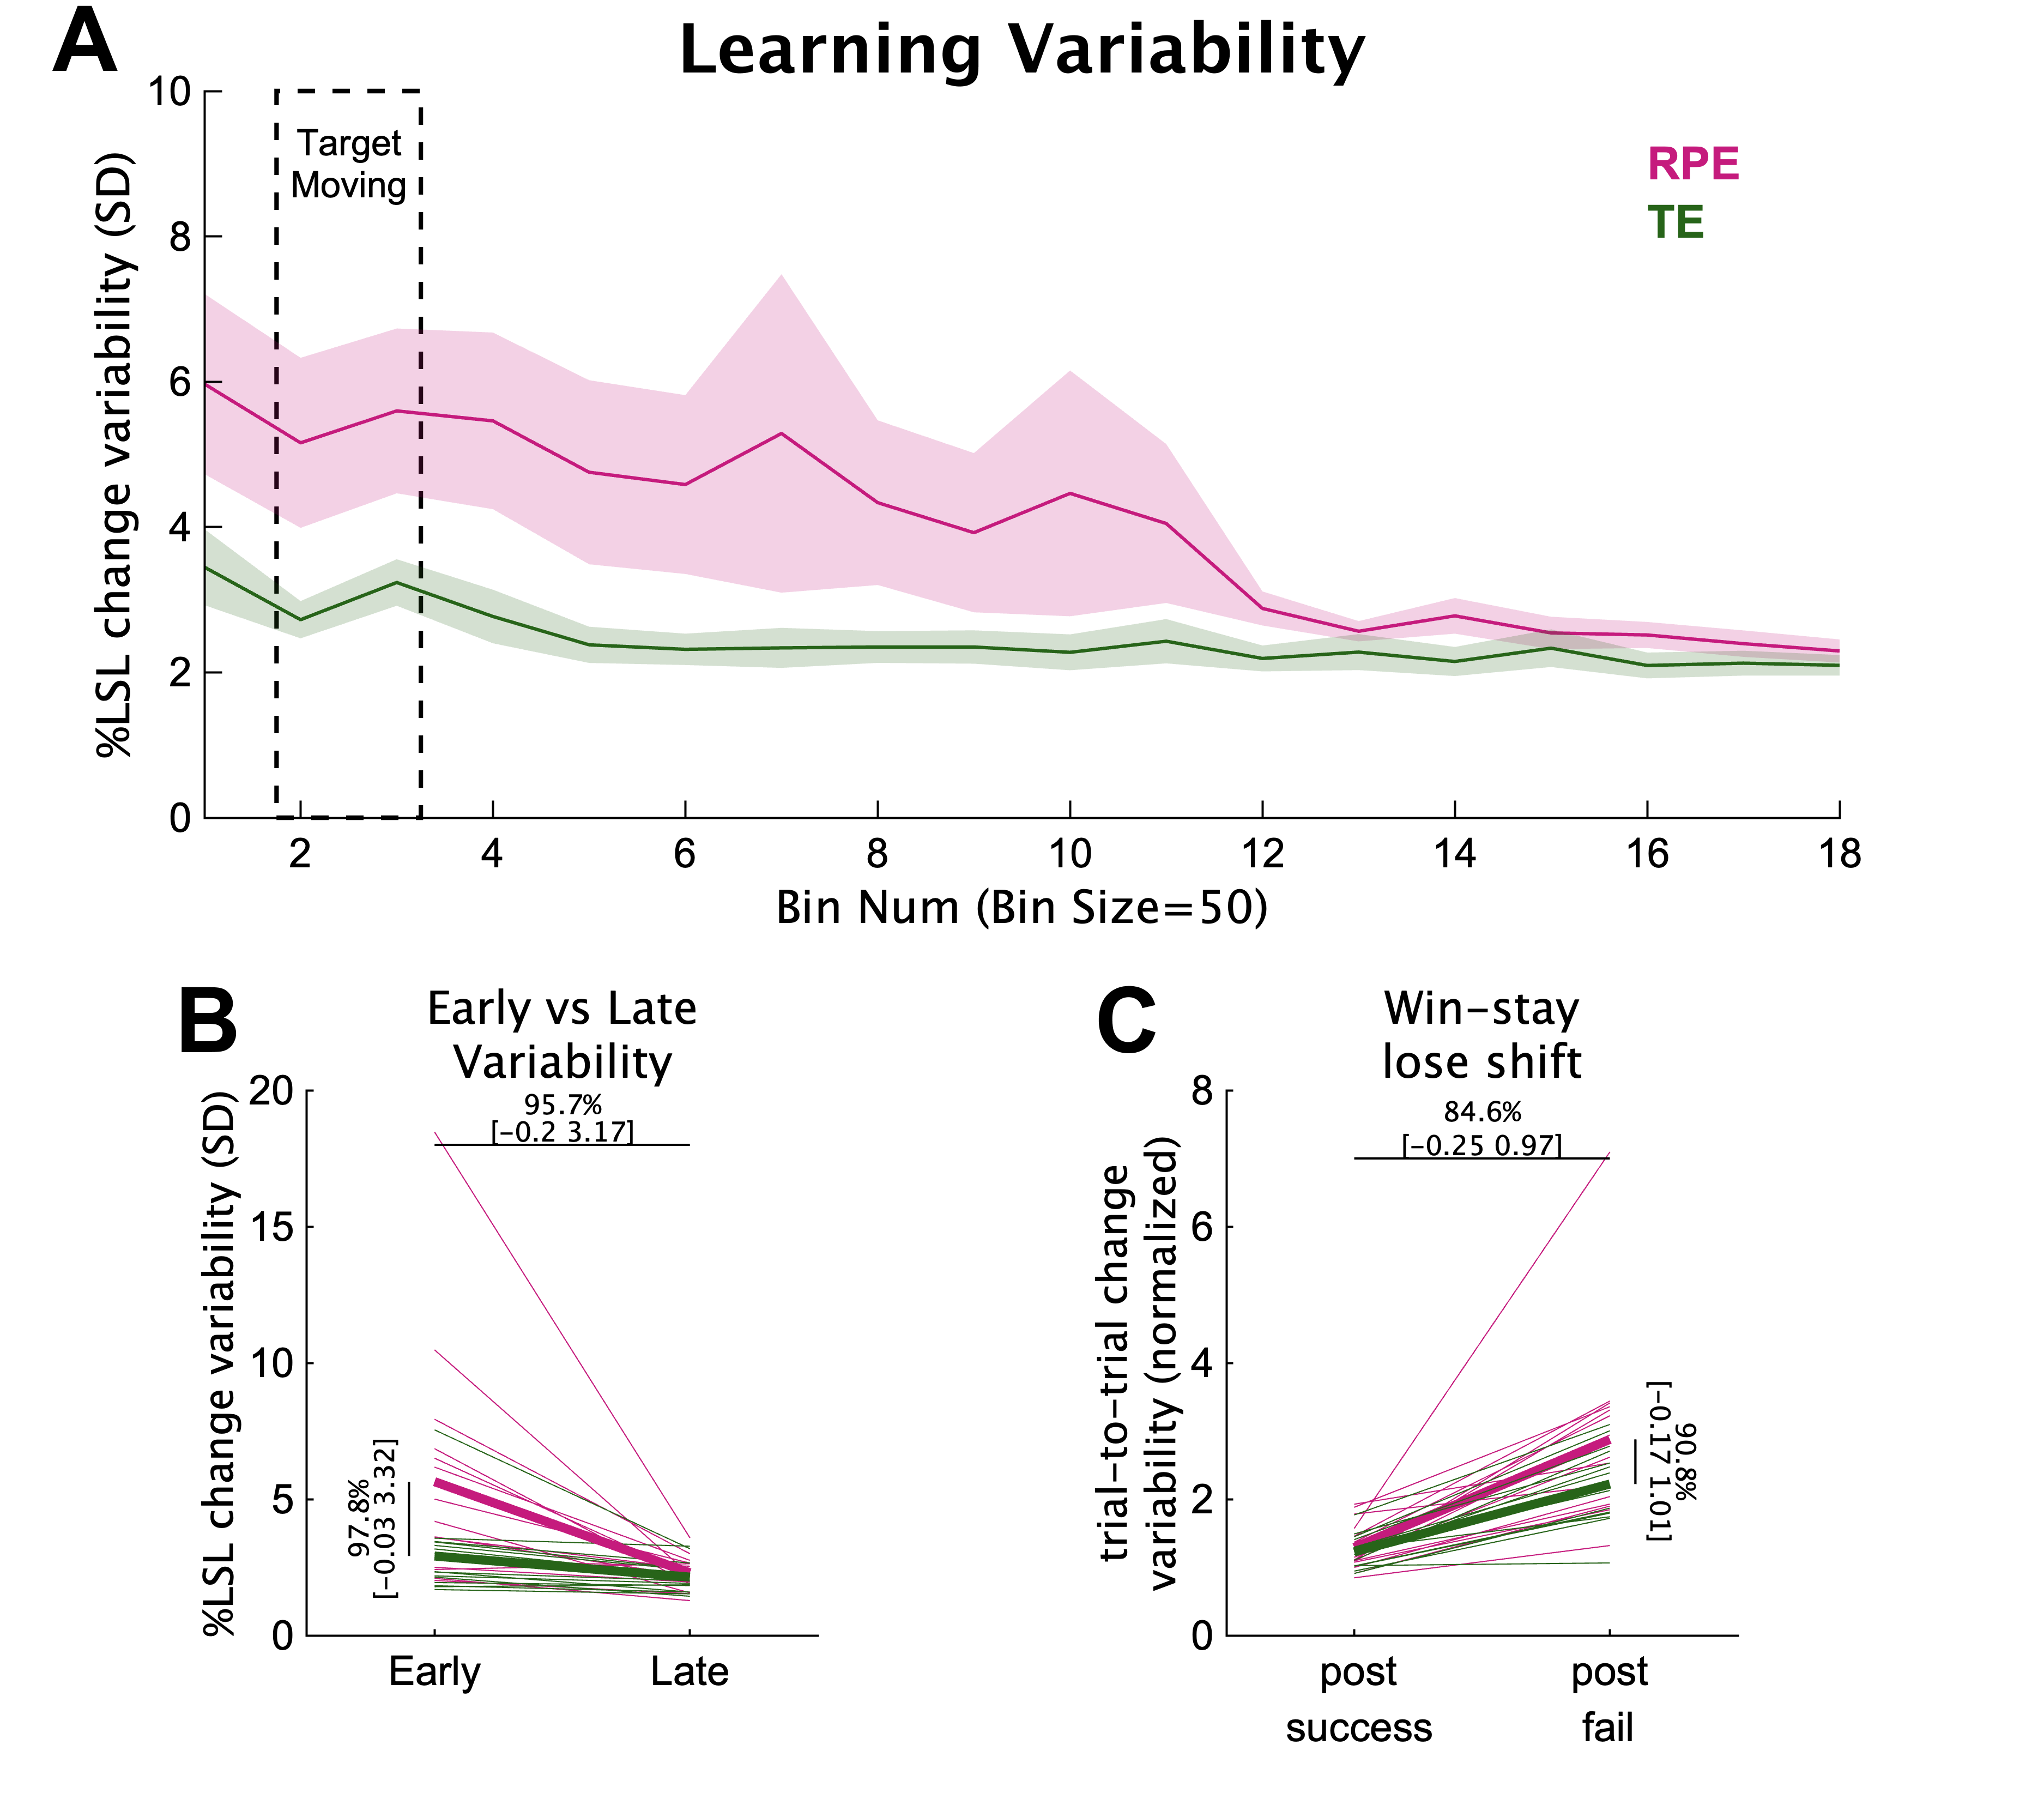 A
Learning Variability
%LSL change variability (SD)
10
8
6
4
2
0
Target
Moving
RPE
TE
2 4 6 8 10 12 14 16 18
Bin Num (Bin Size=50)
B
Early vs Late
Variability
%LSL change variability (SD)
20
15
10
5
0
95.7%
[-0.2 3.17]
97.8%
[-0.03 3.32]
Early Late
C
Win-stay
lose shift
trial-to-trial change
variability (normalized)
8
6
4
2
0
84.6%
[-0.25 0.97]
90.8%
[-0.17 1.01]
post post
success fail